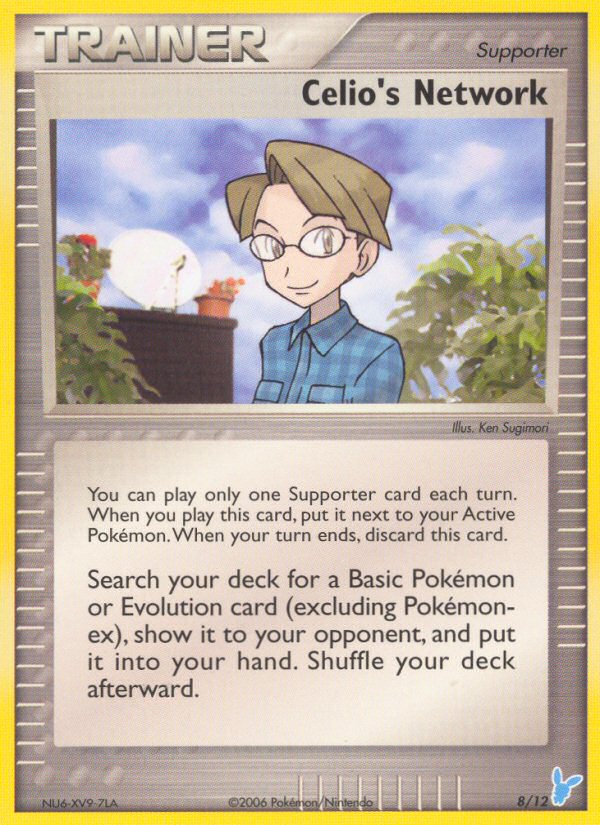 TRAINER
Supporter
Celio's Network
Illus. Ken Sugimori
You can play only one Supporter card each turn.
When you play this card, put it next to your Active
Pokémon. When your turn ends, discard this card.
Search your deck for a Basic Pokémon
or Evolution card (excluding Pokémon-
ex), show it to your opponent, and put
it into your hand. Shuffle your deck
afterward.
NU6-XV9-7LA
©2006 Pokémon/Nintendo
8/12